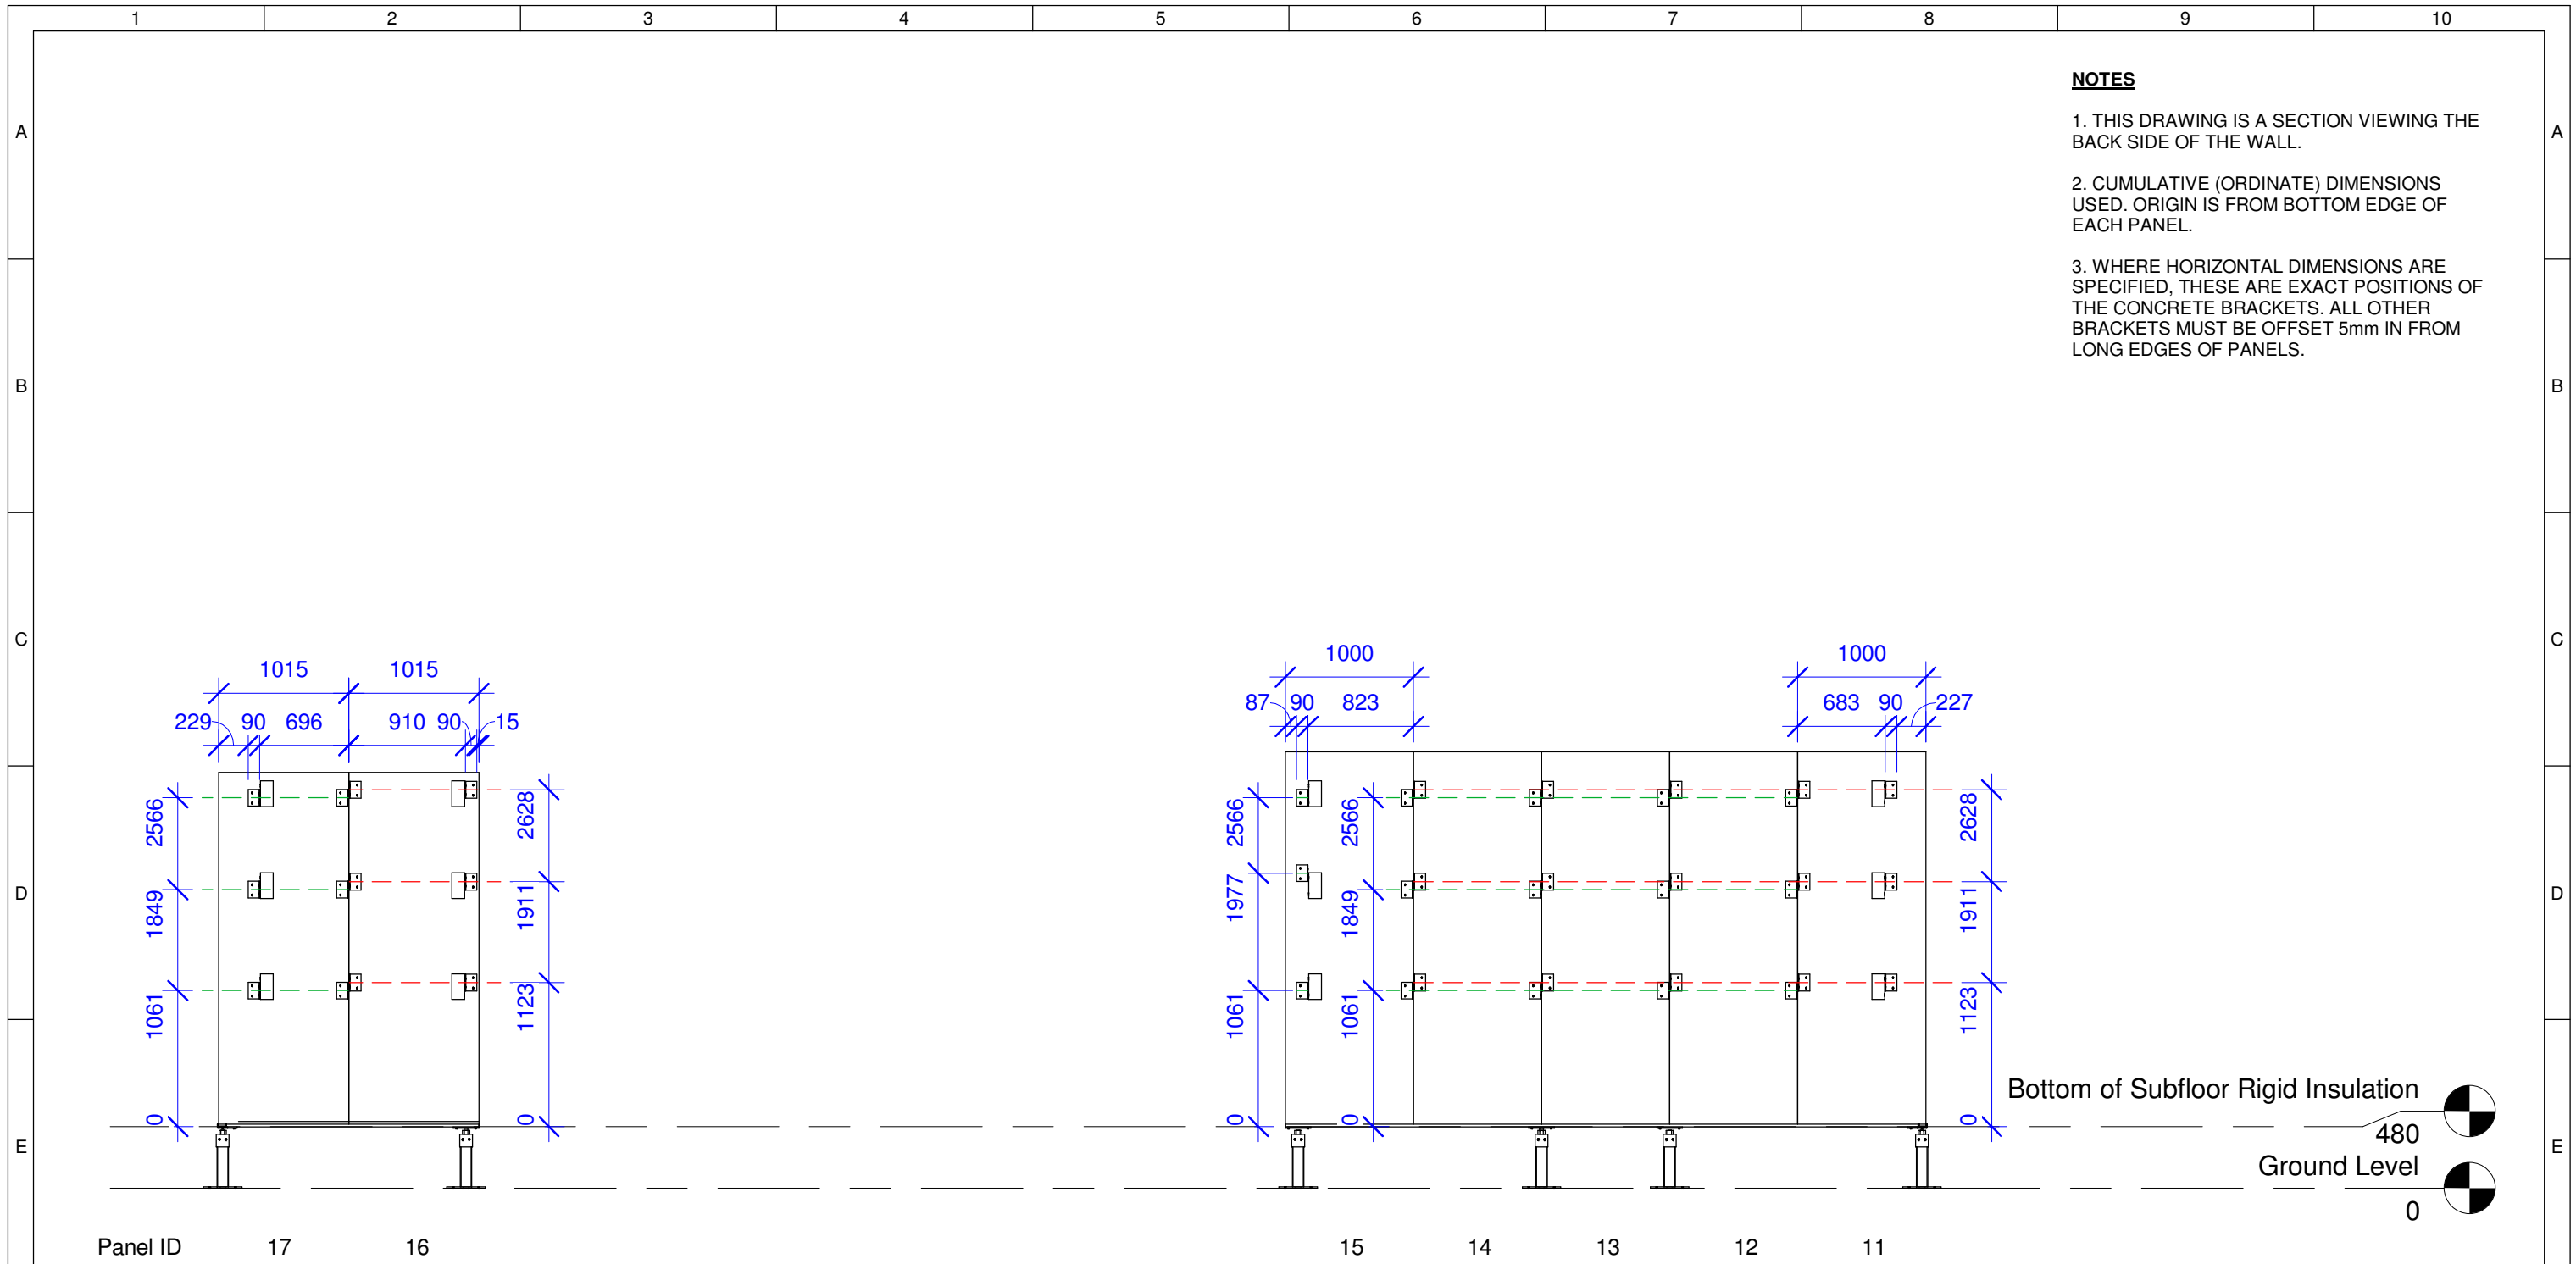 1 2 3 4 5 6 7 8 9 10
NOTES
A A
1. THIS DRAWING IS A SECTION VIEWING THE
BACK SIDE OF THE WALL.
2. CUMULATIVE (ORDINATE) DIMENSIONS
USED. ORIGIN IS FROM BOTTOM EDGE OF
EACH PANEL.
3. WHERE HORIZONTAL DIMENSIONS ARE
SPECIFIED, THESE ARE EXACT POSITIONS OF
THE CONCRETE BRACKETS. ALL OTHER
BRACKETS MUST BE OFFSET 5mm IN FROM
LONG EDGES OF PANELS.
B B
C C
1015 1015
229 90 696 910 90 15
2566
1849
1061
0
2628
1911
1123
0
1000 1000
87 90 823 683 90 227
2566
1977
1061
0
2566
1849
1061
0
2628
1911
1123
0
D D
Bottom of Subfloor Rigid Insulation
480
E E
Ground Level
0
Panel ID 17 16 15 14 13 12 11